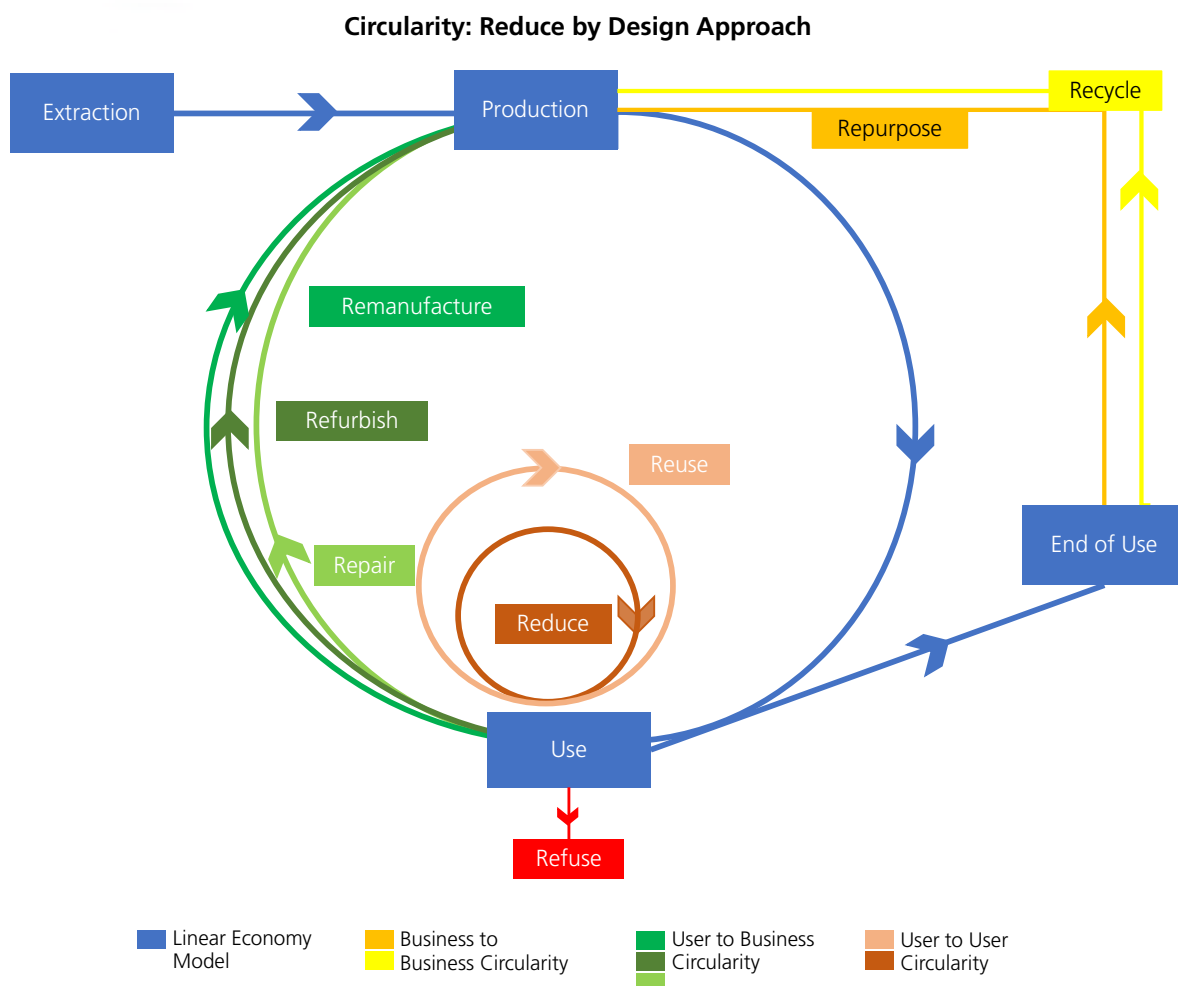 Circularity: Reduce by Design Approach
Extraction
Production
Recycle
Repurpose
Remanufacture
Refurbish
Reuse
Repair
Reduce
End of Use
Use
Refuse
Linear Economy
Model
Business to
Business Circularity
User to Business
Circularity
User to User
Circularity